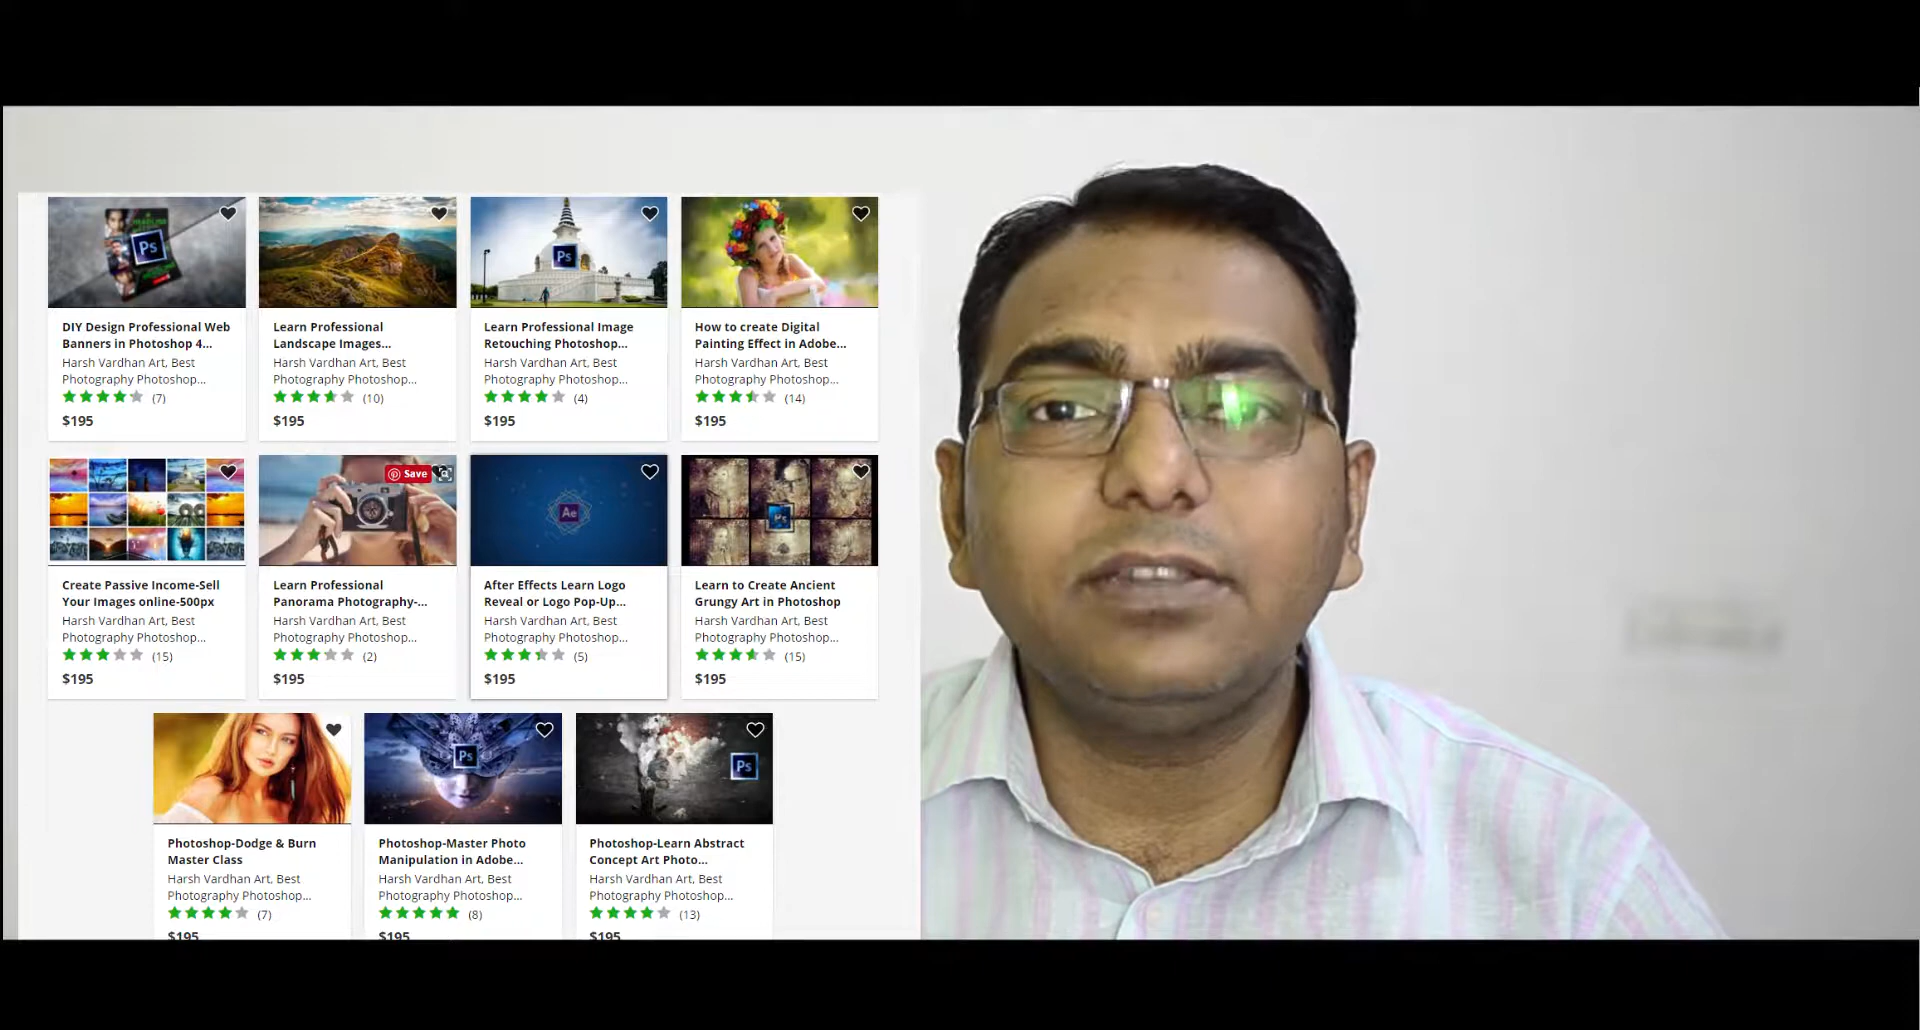 DIY Design Professional Web
Banners in Photoshop 4...
Harsh Vardhan Art, Best
Photography Photoshop...
(7)
$195
Learn Professional
Landscape Images...
Harsh Vardhan Art, Best
Photography Photoshop...
(10)
$195
Ps
Learn Professional Image
Retouching Photoshop...
Harsh Vardhan Art, Best
Photography Photoshop...
(4)
$195
How to create Digital
Painting Effect in Adobe...
Harsh Vardhan Art, Best
Photography Photoshop...
(14)
$195
Ps
Create Passive Income-Sell
Your Images online-500px
Harsh Vardhan Art, Best
Photography Photoshop...
(15)
$195
Save
Learn Professional
Panorama Photography-...
Harsh Vardhan Art, Best
Photography Photoshop...
(2)
$195
Ae
After Effects Learn Logo
Reveal or Logo Pop-Up...
Harsh Vardhan Art, Best
Photography Photoshop...
(5)
$195
Ps
Learn to Create Ancient
Grungy Art in Photoshop
Harsh Vardhan Art, Best
Photography Photoshop...
(15)
$195
Photoshop-Dodge & Burn
Master Class
Harsh Vardhan Art, Best
Photography Photoshop...
(7)
$195
Ps
Photoshop-Master Photo
Manipulation in Adobe...
Harsh Vardhan Art, Best
Photography Photoshop...
(8)
$195
Ps
Photoshop-Learn Abstract
Concept Art Photo...
Harsh Vardhan Art, Best
Photography Photoshop...
(13)
$195